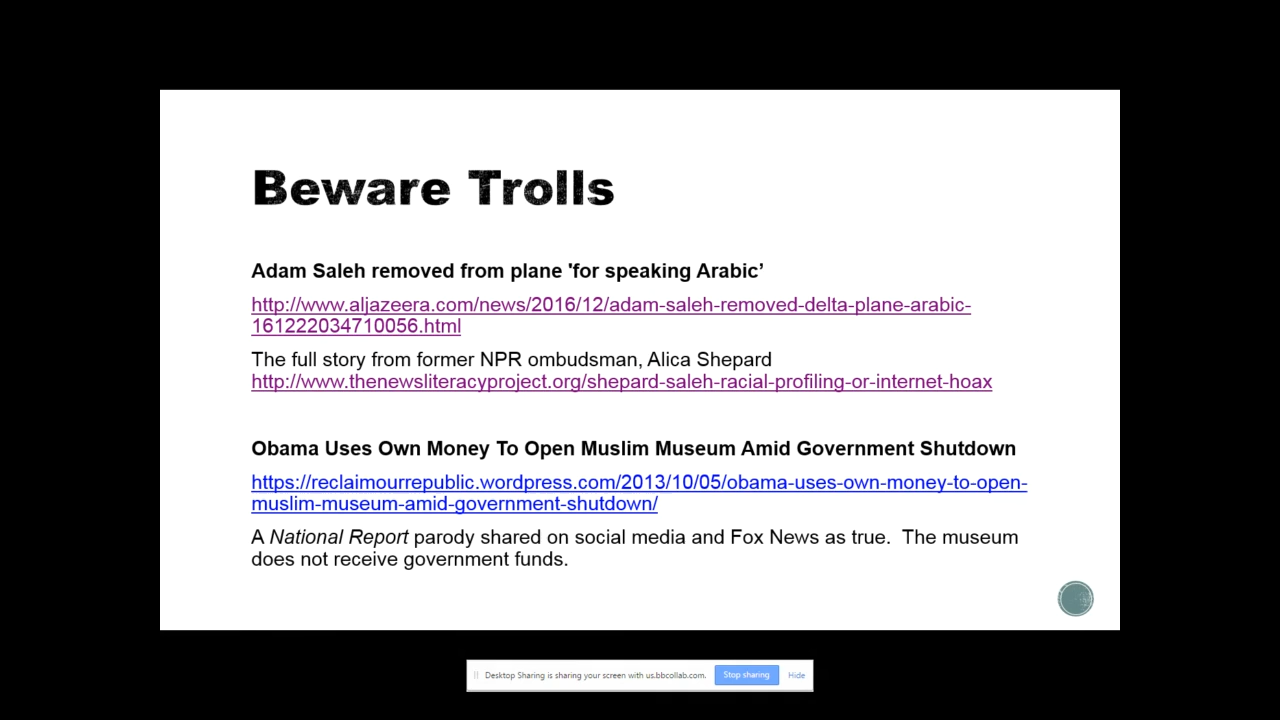 Beware Trolls
Adam Saleh removed from plane 'for speaking Arabic’
http://www.aljazeera.com/news/2016/12/adam-saleh-removed-delta-plane-arabic-
161222034710056.html
The full story from former NPR ombudsman, Alica Shepard
http://www.thenewsliteracyproject.org/shepard-saleh-racial-profiling-or-internet-hoax
Obama Uses Own Money To Open Muslim Museum Amid Government Shutdown
https://reclaimourrepublic.wordpress.com/2013/10/05/obama-uses-own-money-to-open-
muslim-museum-amid-government-shutdown/
A National Report parody shared on social media and Fox News as true.  The museum
does not receive government funds.
Desktop Sharing is sharing your screen with us.bbcollab.com. Stop sharing Hide